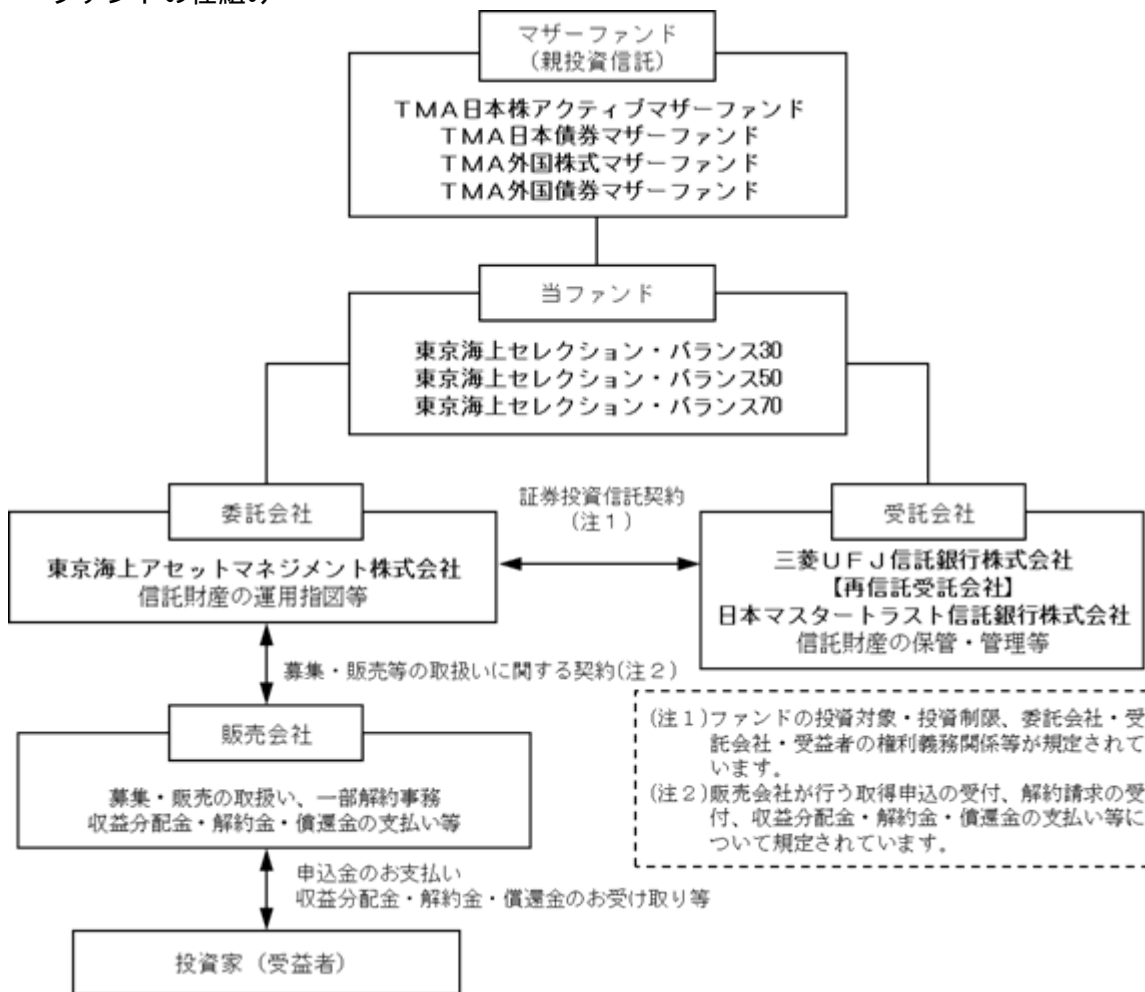 ファンドの仕組み
マザーファンド
（親投資信託）
ＴＭＡ日本株アクティブマザーファンド
ＴＭＡ日本債券マザーファンド
ＴＭＡ外国株式マザーファンド
ＴＭＡ外国債券マザーファンド
当ファンド
東京海上セレクション・バランス30
東京海上セレクション・バランス50
東京海上セレクション・バランス70
委託会社
東京海上アセットマネジメント株式会社
信託財産の運用指図等
証券投資信託契約
（注１）
受託会社
三菱ＵＦＪ信託銀行株式会社
【再信託受託会社】
日本マスタートラスト信託銀行株式会社
信託財産の保管・管理等
募集・販売等の取扱いに関する契約(注２)
販売会社
募集・販売の取扱い、一部解約事務
収益分配金・解約金・償還金の支払い等
(注１)ファンドの投資対象・投資制限、委託会社・受
託会社・受益者の権利義務関係等が規定されて
います。
(注２)販売会社が行う取得申込の受付、解約請求の受
付、収益分配金・解約金・償還金の支払い等に
ついて規定されています。
申込金のお支払い
収益分配金・解約金・償還金のお受け取り等
投資家（受益者）